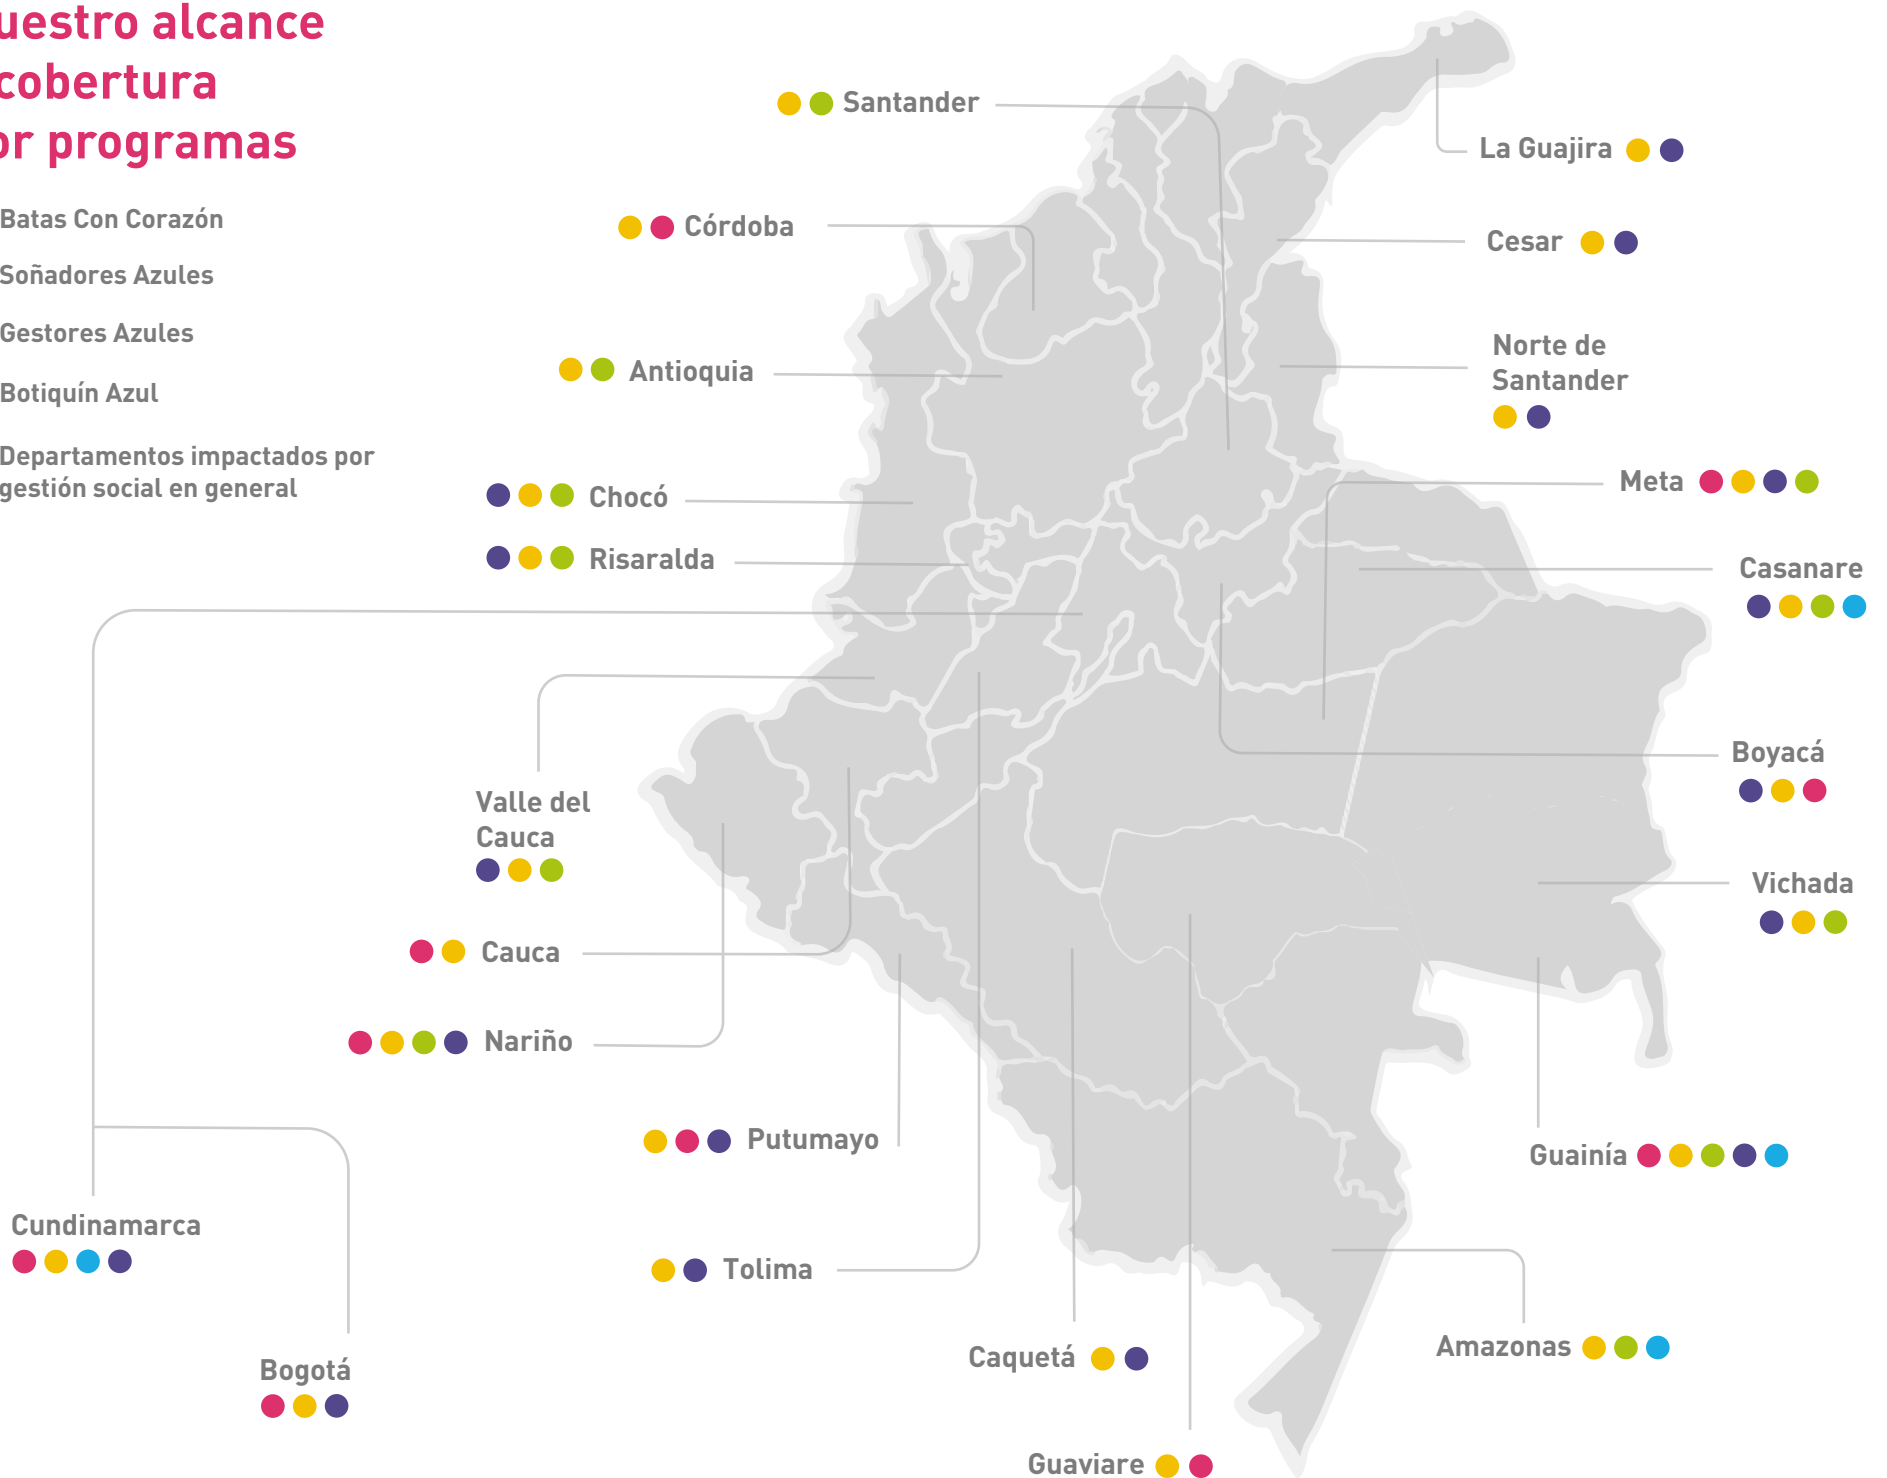 uestro alcance
cobertura
or programas
Batas Con Corazón
Soñadores Azules
Gestores Azules
Botiquín Azul
Departamentos impactados por
gestión social en general
Santander
La Guajira
Córdoba
Cesar
Antioquia
Norte de
Santander
Chocó
Meta
Risaralda
Casanare
Valle del
Cauca
Boyacá
Vichada
Cauca
Nariño
Putumayo
Guainía
Cundinamarca
Tolima
Bogotá
Caquetá
Amazonas
Guaviare